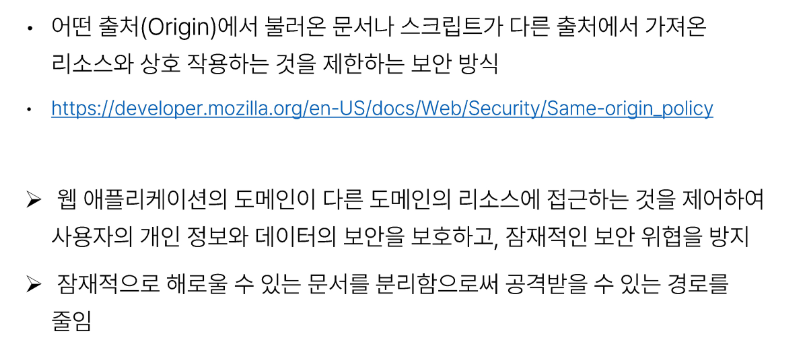 • 어떤 출처(Origin)에서 불러온 문서나 스크립트가 다른 출처에서 가져온
리소스와 상호 작용하는 것을 제한하는 보안 방식
• https://developer.mozilla.org/en-US/docs/Web/Security/Same-origin_policy
➢ 웹 애플리케이션의 도메인이 다른 도메인의 리소스에 접근하는 것을 제어하여
사용자의 개인 정보와 데이터의 보안을 보호하고, 잠재적인 보안 위협을 방지
➢ 잠재적으로 해로울 수 있는 문서를 분리함으로써 공격받을 수 있는 경로를
줄임